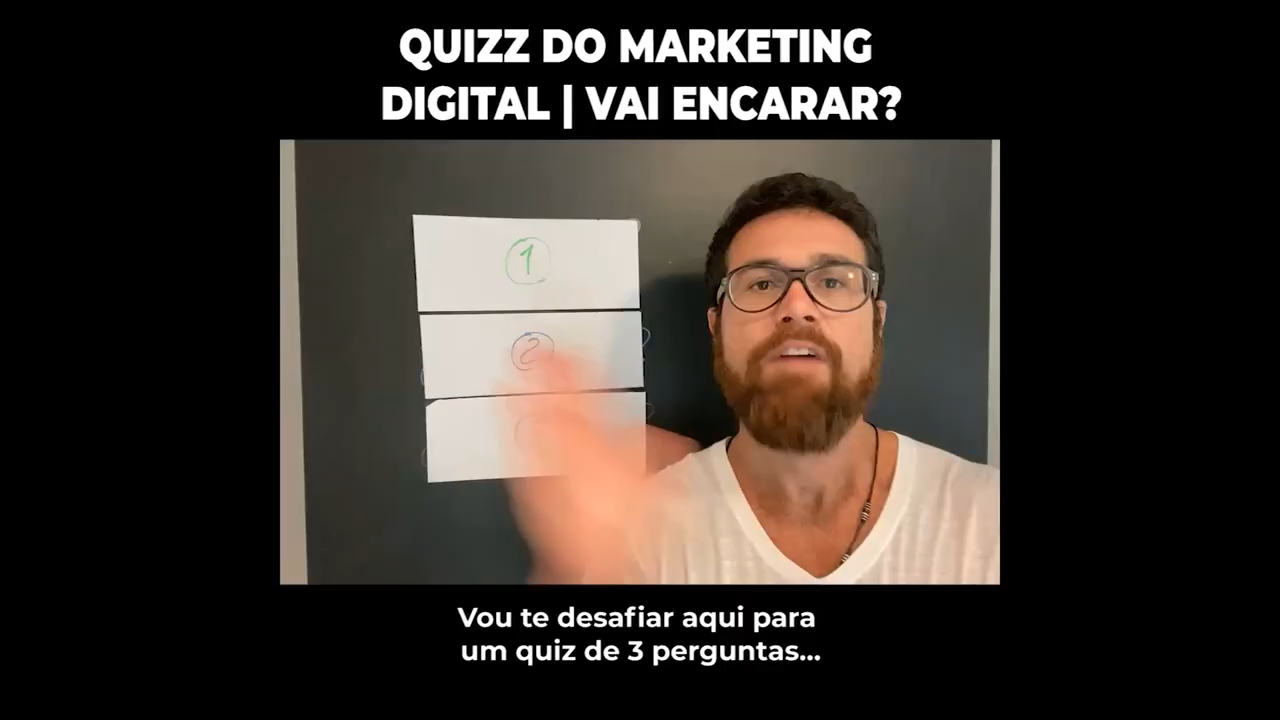 QUIZZ DO MARKETING
DIGITAL | VAI ENCARAR?
1
2
Vou te desafiar aqui para
um quiz de 3 perguntas...